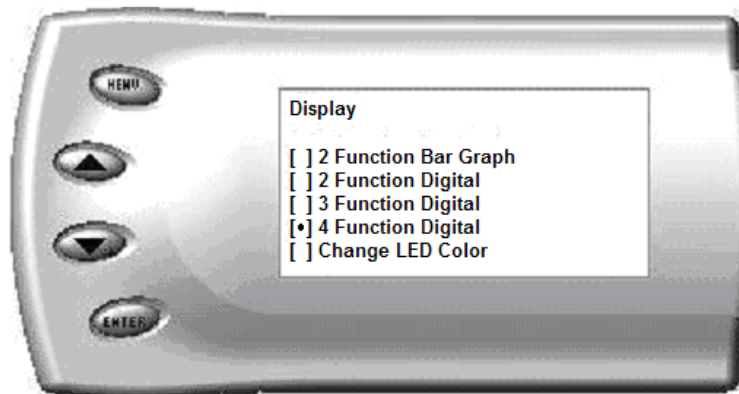 MENU
ENTER
Display
[ ] 2 Function Bar Graph
[ ] 2 Function Digital
[ ] 3 Function Digital
[•] 4 Function Digital
[ ] Change LED Color